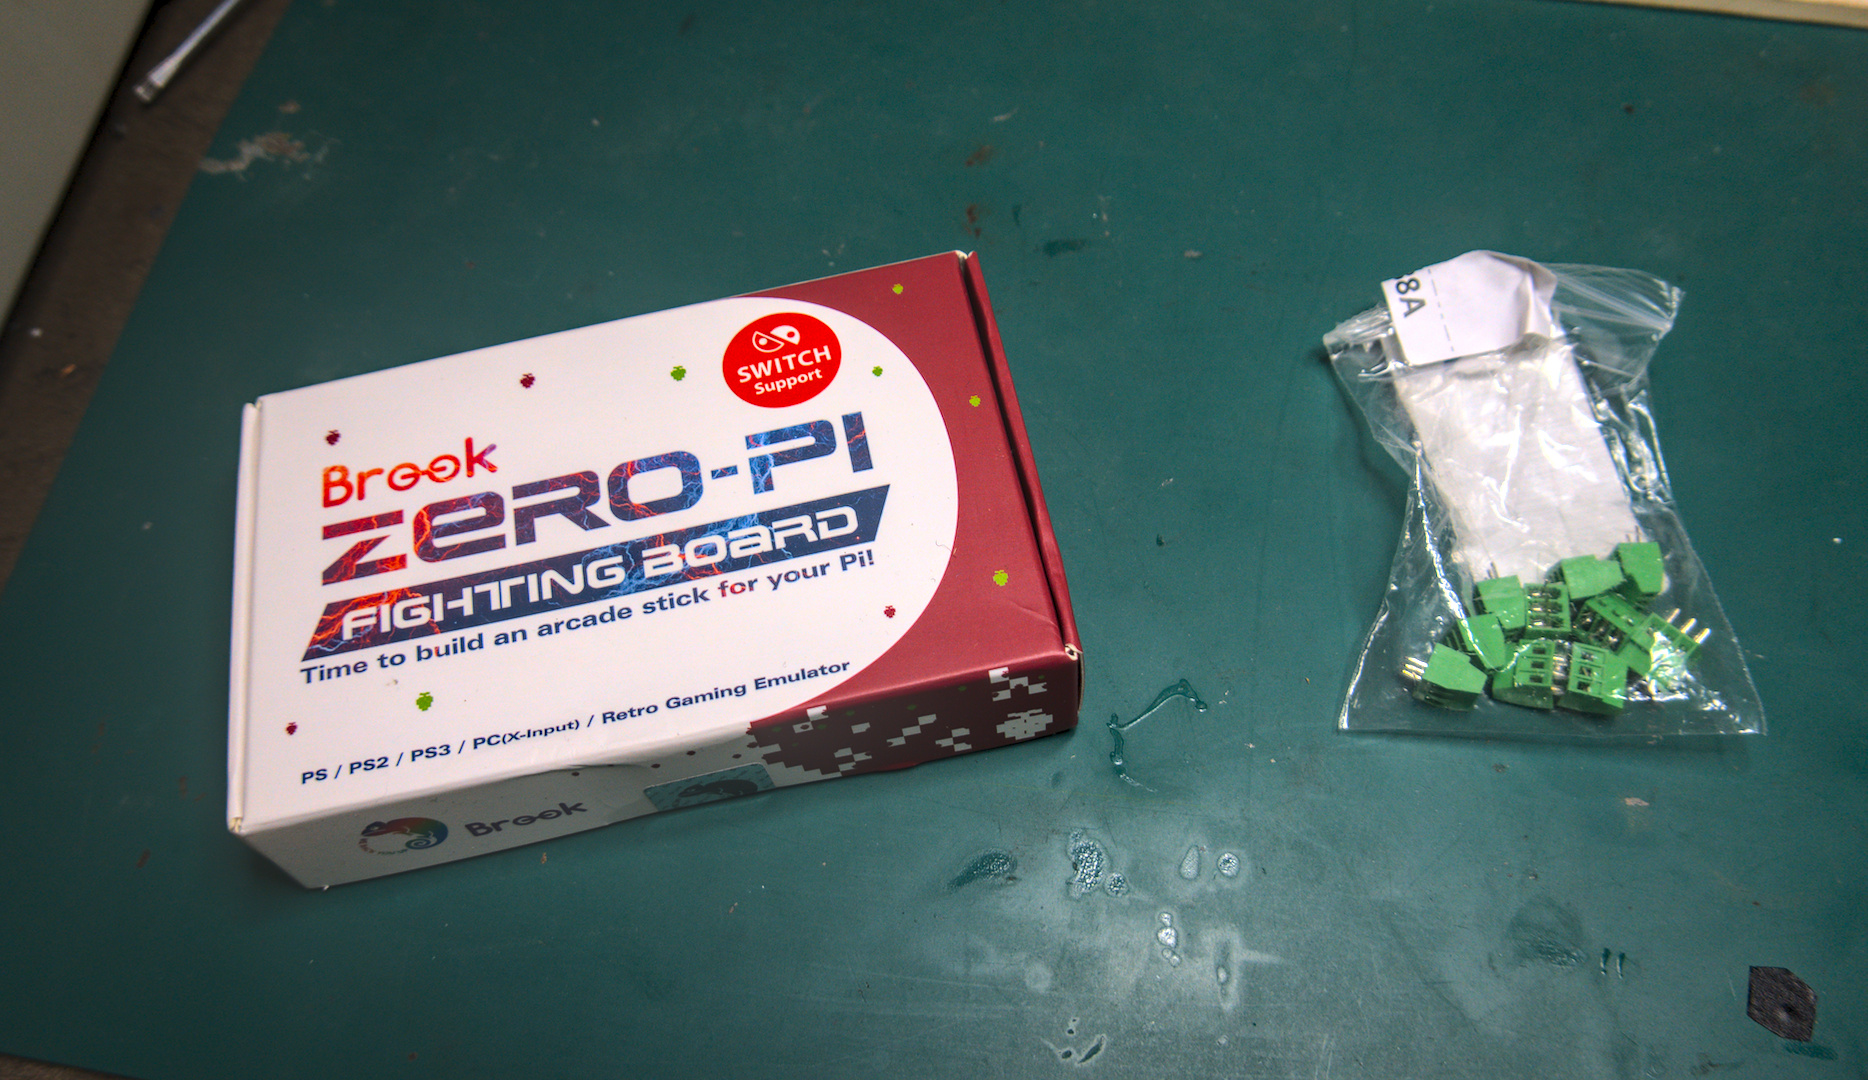 SWITCH
Support
Brook
ZERO-PI
FIGHTING BOARD
Time to build an arcade stick for your Pi!
PS / PS2 / PS3 / PC(X-Input) / Retro Gaming Emulator
Brook
8A